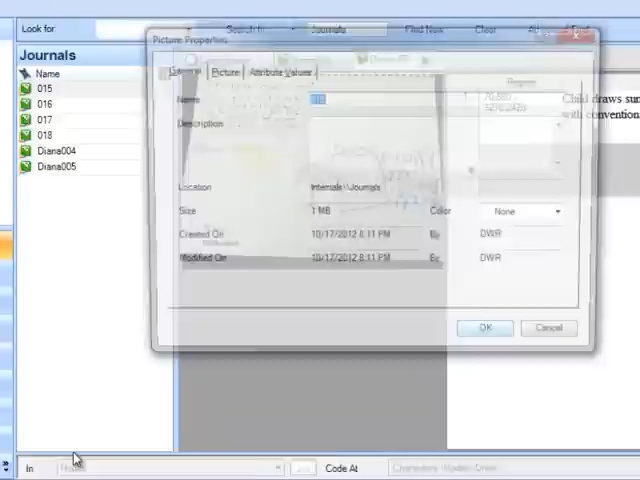 Look for
Search In
Journals
Find Now
Clear
Journals
Picture Properties
Name
General
Picture
Attribute Values
015
016
017
018
Diana004
Diana005
Name
Description
Child draws sun
with convention
Location
Internals\\Journals
Size
1 MB
Color
None
Created On
10/17/2012 8:11 PM
By
DWR
Modified On
10/17/2012 8:11 PM
By
DWR
OK
Cancel
In
Code At